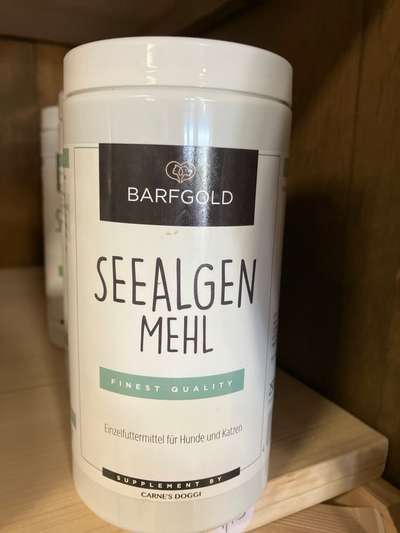 BARFGOLD
SEEALGEN
MEHL
FINEST QUALITY
Einzelfuttermittel für Hunde und Katzen
SUPPLEMENT BY
CARNE'S DOGGI